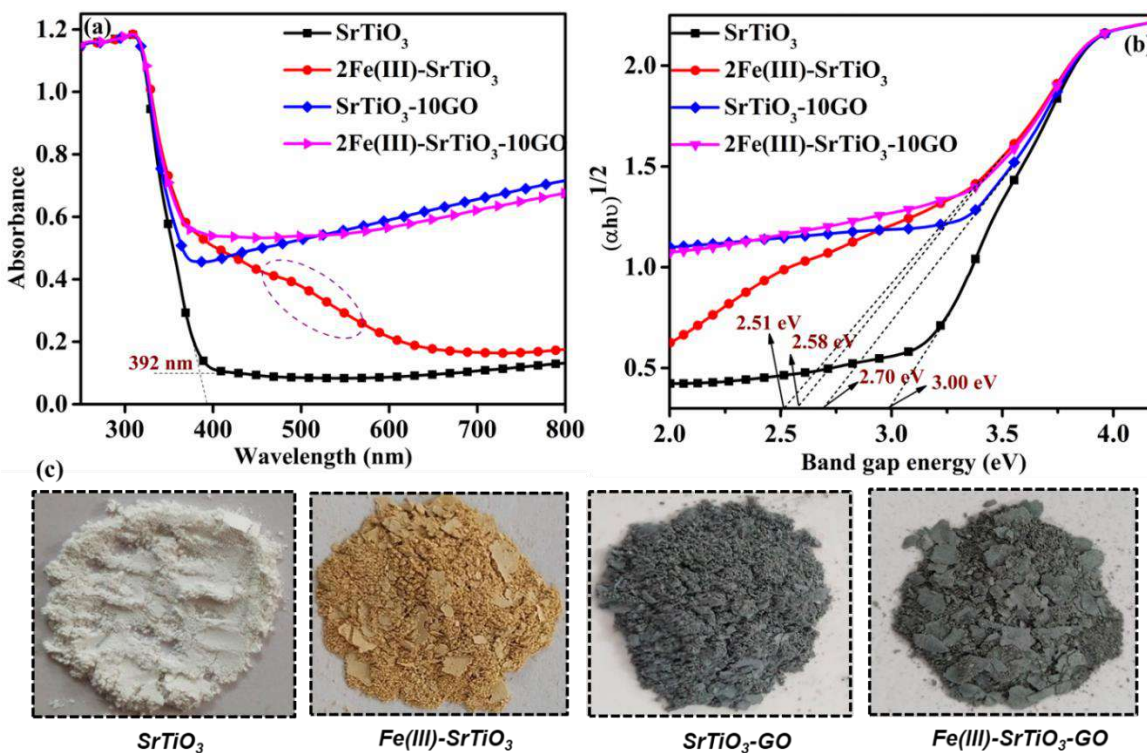 (a)
SrTiO₃
2Fe(III)-SrTiO₃
SrTiO₃-10GO
2Fe(III)-SrTiO₃-10GO
392 nm
Absorbance
1.2
1.0
0.8
0.6
0.4
0.2
0.0
300 400 500 600 700 800
Wavelength (nm)
(b)
SrTiO₃
2Fe(III)-SrTiO₃
SrTiO₃-10GO
2Fe(III)-SrTiO₃-10GO
(αhυ)1/2
2.0
1.5
1.0
0.5
2.51 eV
2.58 eV
2.70 eV
3.00 eV
2.0 2.5 3.0 3.5 4.0
Band gap energy (eV)
(c)
SrTiO₃
Fe(III)-SrTiO₃
SrTiO₃-GO
Fe(III)-SrTiO₃-GO